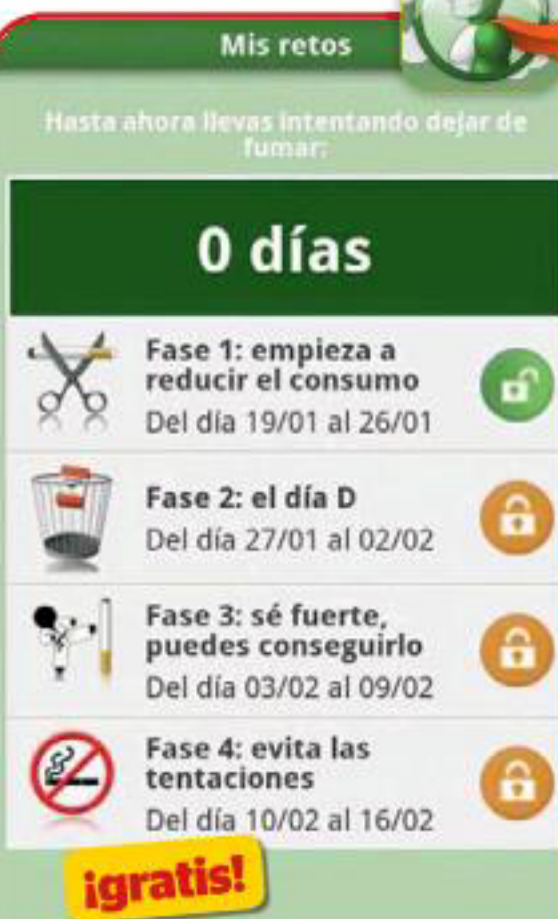 Mis retos
Hasta ahora llevas intentando dejar de
fumar:
0 días
Fase 1: empieza a
reducir el consumo
Del día 19/01 al 26/01
Fase 2: el día D
Del día 27/01 al 02/02
Fase 3: sé fuerte,
puedes conseguirlo
Del día 03/02 al 09/02
Fase 4: evita las
tentaciones
Del día 10/02 al 16/02
¡gratis!